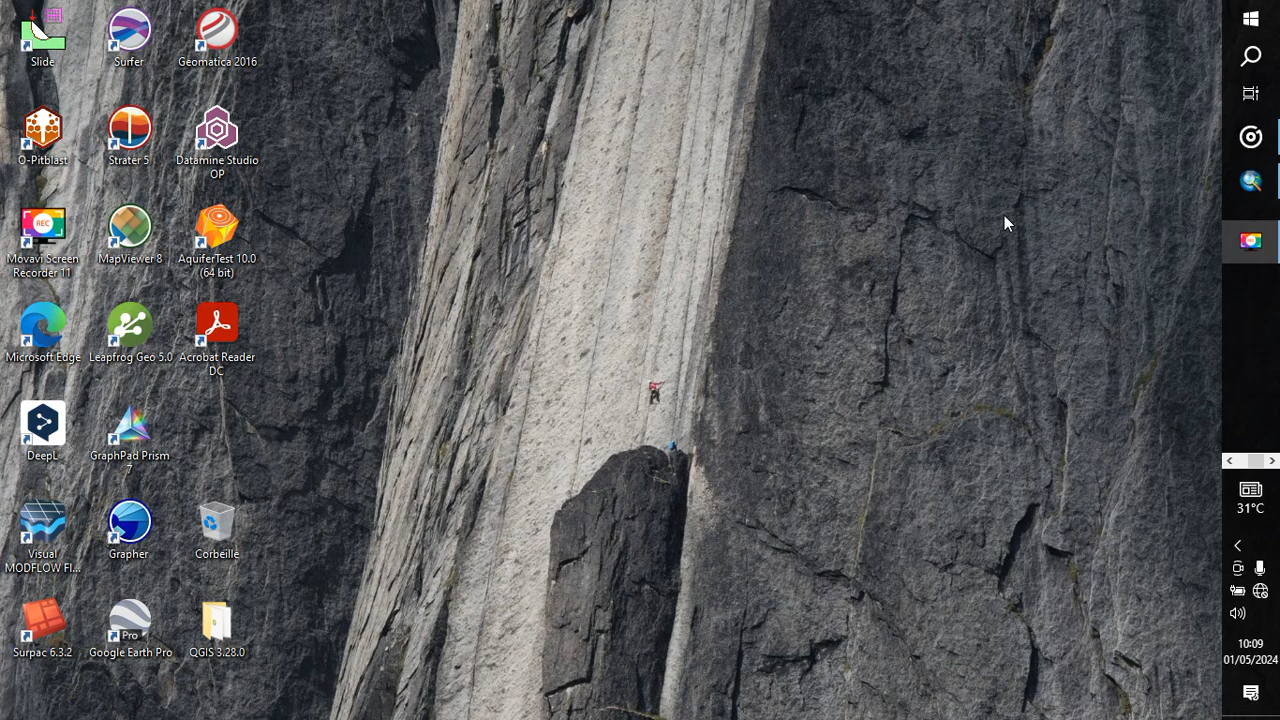 Slide
Surfer
Geomatica 2016
O-Pitblast
Strater 5
Datamine Studio
OP
REC
Movavi Screen
Recorder 11
MapViewer 8
AquiferTest 10.0
(64 bit)
Microsoft Edge
Leapfrog Geo 5.0
Acrobat Reader
DC
DeepL
GraphPad Prism
7
Visual
MODFLOW Fl...
Grapher
Corbeille
Surpac 6.3.2
Pro
Google Earth Pro
QGIS 3.28.0
31°C
10:09
01/05/2024